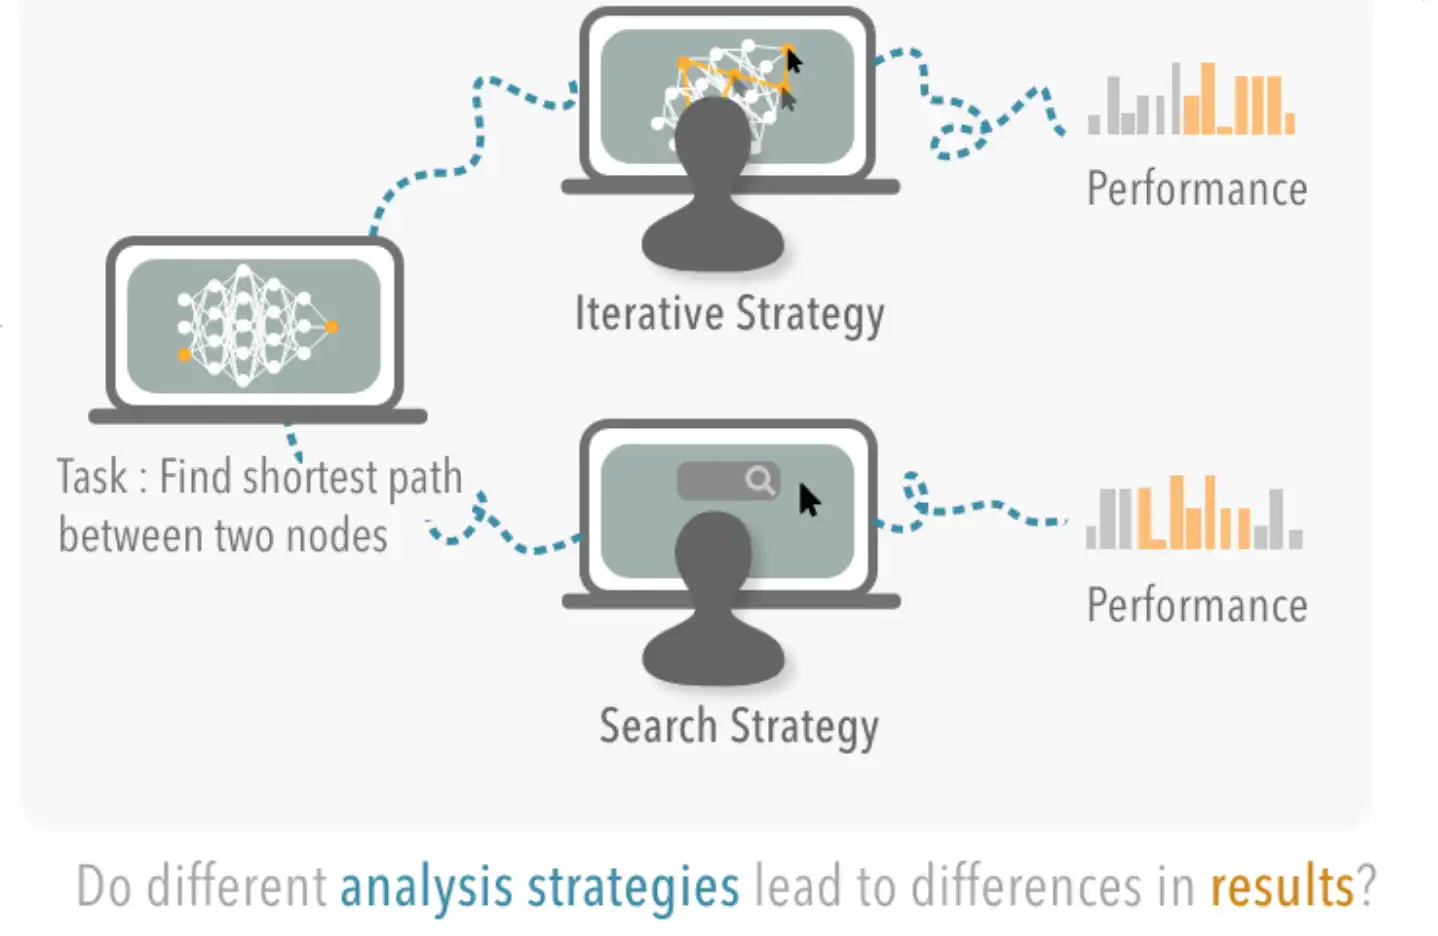 Performance
Iterative Strategy
Task : Find shortest path
between two nodes
Performance
Search Strategy
Do different analysis strategies lead to differences in results?